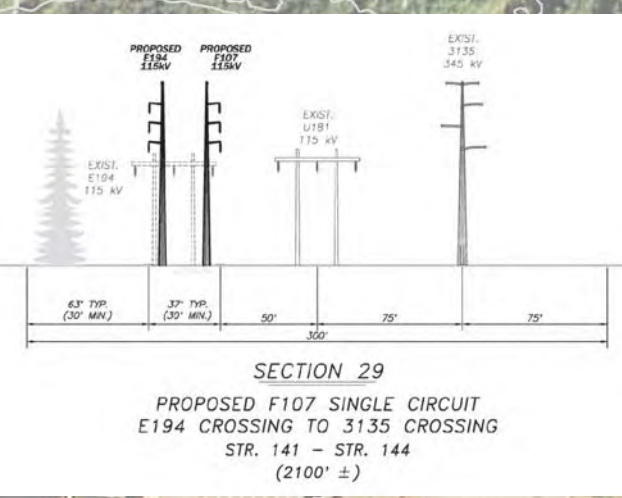 PROPOSED
E194
115kV
PROPOSED
F107
115kV
EXIST.
3135
345 kV
EXIST.
U181
115 kV
EXIST.
E194
115 kV
63' TYP.
(30' MIN.)
37' TYP.
(30' MIN.)
50'
75'
75'
300'
SECTION 29
PROPOSED F107 SINGLE CIRCUIT
E194 CROSSING TO 3135 CROSSING
STR. 141 – STR. 144
(2100' ±)